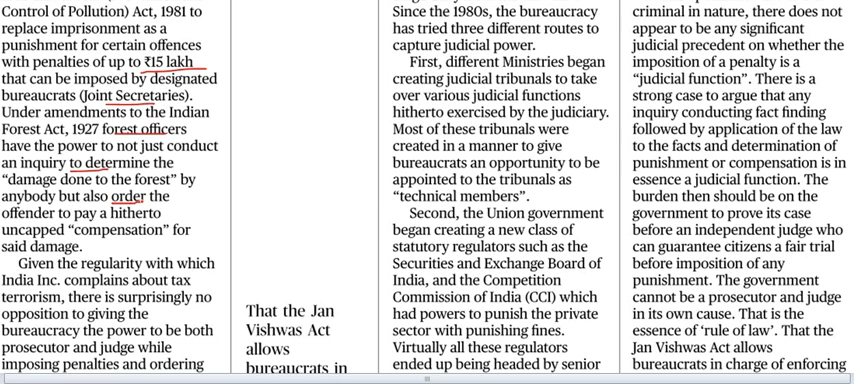 Control of Pollution) Act, 1981 to
replace imprisonment as a
punishment for certain offences
with penalties of up to ₹15 lakh
that can be imposed by designated
bureaucrats (Joint Secretaries).
Under amendments to the Indian
Forest Act, 1927 forest officers
have the power to not just conduct
an inquiry to determine the
“damage done to the forest” by
anybody but also order the
offender to pay a hitherto
uncapped “compensation” for
said damage.
Given the regularity with which
India Inc. complains about tax
terrorism, there is surprisingly no
opposition to giving the
bureaucracy the power to be both
prosecutor and judge while
imposing penalties and ordering
That the Jan
Vishwas Act
allows
bureaucrats in
Since the 1980s, the bureaucracy
has tried three different routes to
capture judicial power.
First, different Ministries began
creating judicial tribunals to take
over various judicial functions
hitherto exercised by the judiciary.
Most of these tribunals were
created in a manner to give
bureaucrats an opportunity to be
appointed to the tribunals as
“technical members”.
Second, the Union government
began creating a new class of
statutory regulators such as the
Securities and Exchange Board of
India, and the Competition
Commission of India (CCI) which
had powers to punish the private
sector with punishing fines.
Virtually all these regulators
ended up being headed by senior
criminal in nature, there does not
appear to be any significant
judicial precedent on whether the
imposition of a penalty is a
“judicial function”. There is a
strong case to argue that any
inquiry conducting fact finding
followed by application of the law
to the facts and determination of
punishment or compensation is in
essence a judicial function. The
burden then should be on the
government to prove its case
before an independent judge who
can guarantee citizens a fair trial
before imposition of any
punishment. The government
cannot be a prosecutor and judge
in its own cause. That is the
essence of ‘rule of law’. That the
Jan Vishwas Act allows
bureaucrats in charge of enforcing